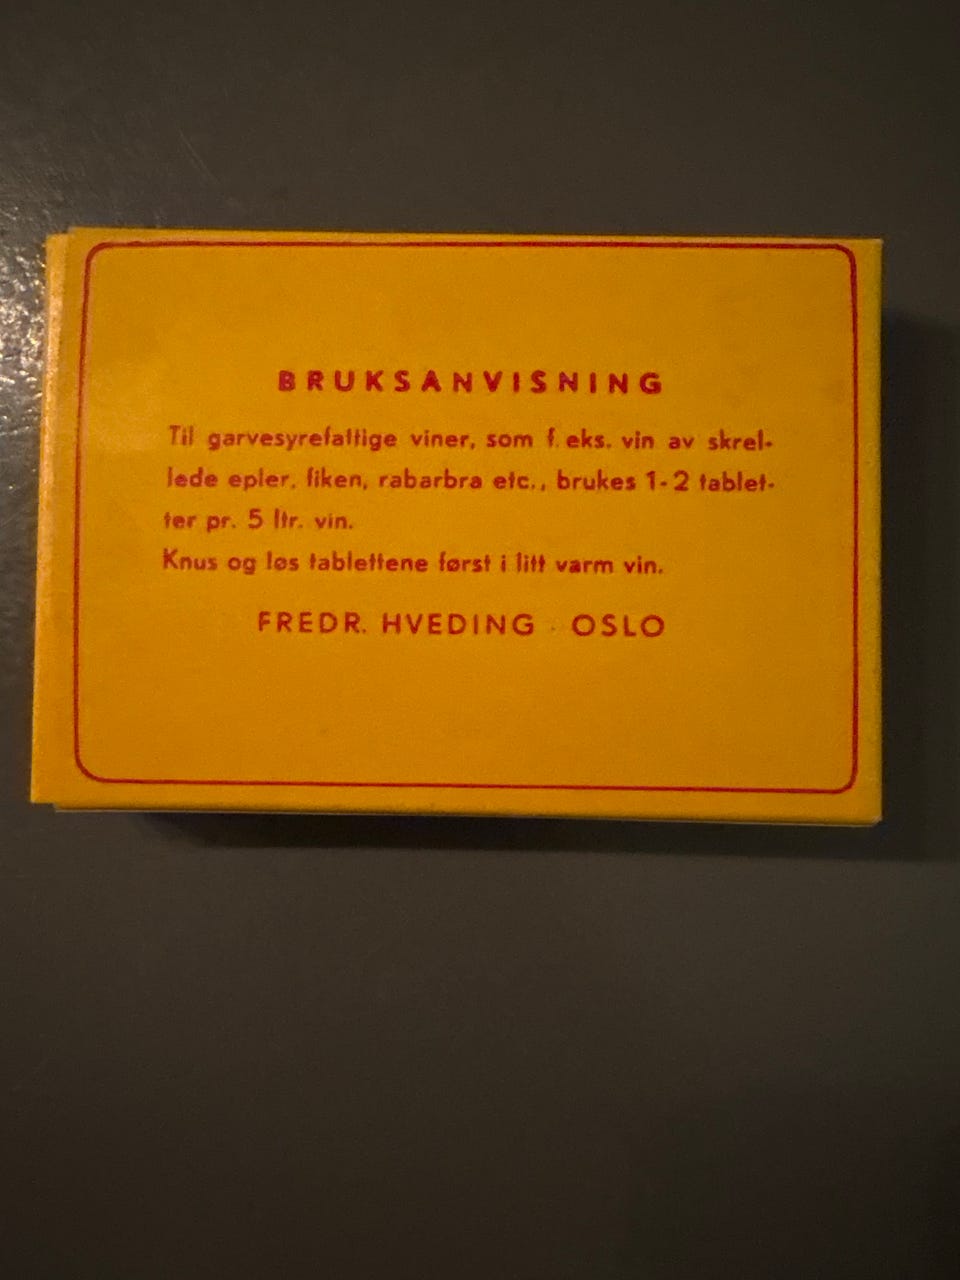 BRUKSANVISNING
Til garvesyrefattige viner, som f. eks. vin av skrel-
lede epler, fiken, rabarbra etc., brukes 1-2 tablet-
ter pr. 5 ltr. vin.
Knus og løs tablettene først i litt varm vin.
FREDR. HVEDING · OSLO